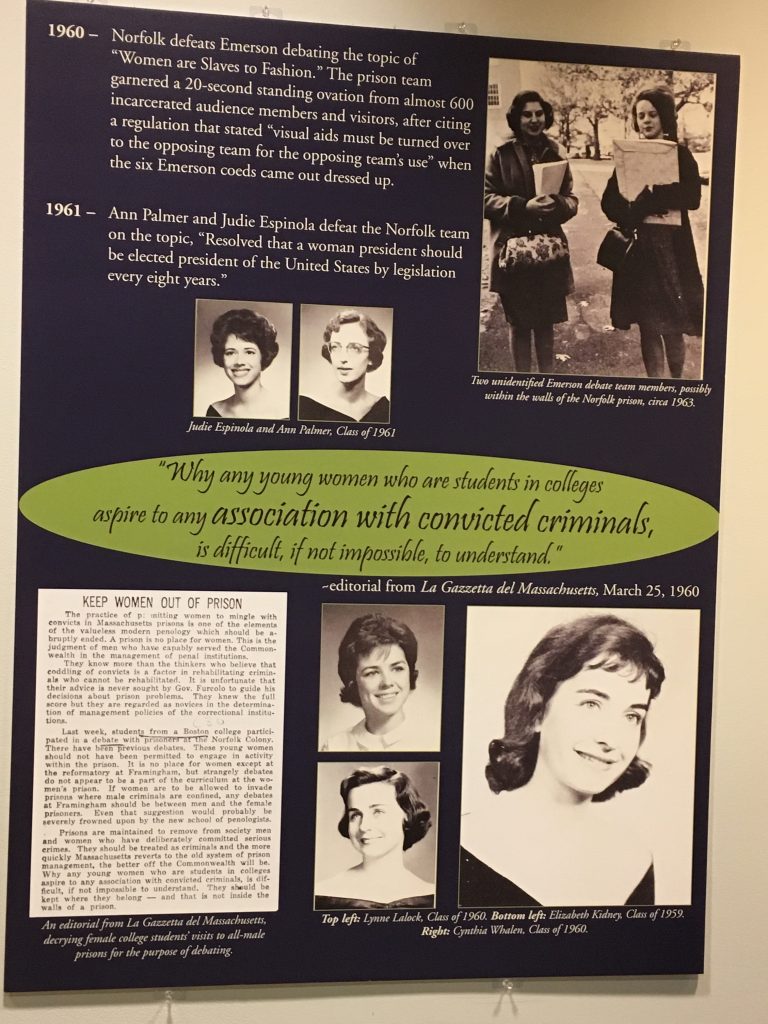 1960 – Norfolk defeats Emerson debating the topic of
“Women are Slaves to Fashion.” The prison team
garnered a 20-second standing ovation from almost 600
incarcerated audience members and visitors, after citing
a regulation that stated “visual aids must be turned over
to the opposing team for the opposing team’s use” when
the six Emerson coeds came out dressed up.
1961 – Ann Palmer and Judie Espinola defeat the Norfolk team
on the topic, “Resolved that a woman president should
be elected president of the United States by legislation
every eight years.”
Two unidentified Emerson debate team members, possibly
within the walls of the Norfolk prison, circa 1963.
Judie Espinola and Ann Palmer, Class of 1961
"Why any young women who are students in colleges
aspire to any association with convicted criminals,
is difficult, if not impossible, to understand."
~editorial from La Gazzetta del Massachusetts, March 25, 1960
KEEP WOMEN OUT OF PRISON
The practice of permitting women to mingle with
convicts in Massachusetts prisons is one of the elements
of the valueless modern penology which should be a-
bruptly ended. A prison is no place for women. This is the
judgment of men who have capably served the Common-
wealth in the management of penal institutions.
They know more than the thinkers who believe that
coddling of convicts is a factor in rehabilitating crimin-
als who cannot be rehabilitated. It is unfortunate that
their advice is never sought by Gov. Furcolo to guide his
decisions about prison problems. They knew the full
score but they are regarded as novices in the determina-
tion of management policies of the correctional institu-
tions.
Last week, students from a Boston college partici-
pated in a debate with prisoners at the Norfolk Colony.
There have been previous debates. These young women
should not have been permitted to engage in activity
within the prison. It is no place for women except at
the reformatory at Framingham, but strangely debates
do not appear to be a part of the curriculum at the wo-
men's prison. If women are to be allowed to invade
prisons where male criminals are confined, any debates
at Framingham should be between men and the female
prisoners. Even that suggestion would probably be
severely frowned upon by the new school of penologists.
Prisons are maintained to remove from society men
and women who have deliberately committed serious
crimes. They should be treated as criminals and the more
quickly Massachusetts reverts to the old system of prison
management, the better off the Commonwealth will be.
Why any young women who are students in colleges
aspire to any association with convicted criminals, is dif-
ficult, if not impossible to understand. They should be
kept where they belong — and that is not inside the
walls of a prison.
An editorial from La Gazzetta del Massachusetts,
decrying female college students' visits to all-male
prisons for the purpose of debating.
Top left: Lynne Lalock, Class of 1960. Bottom left: Elizabeth Kidney, Class of 1959.
Right: Cynthia Whalen, Class of 1960.